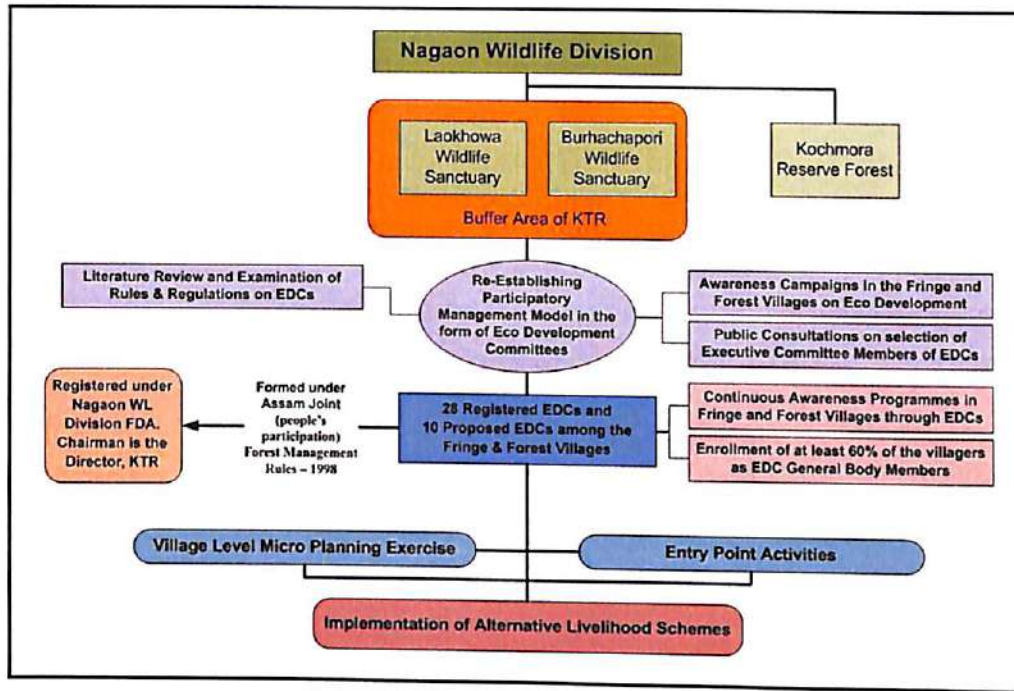 Nagaon Wildlife Division
Laokhowa
Wildlife
Sanctuary
Burhachapori
Wildlife
Sanctuary
Buffer Area of KTR
Kochmora
Reserve Forest
Literature Review and Examination of
Rules & Regulations on EDCs
Re-Establishing
Participatory
Management Model in the
form of Eco Development
Committees
Awareness Campaigns In the Fringe and
Forest Villages on Eco Development
Public Consultations on selection of
Executive Committee Members of EDCs
Registered under
Nagaon WL
Division FDA.
Chairman is the
Director, KTR
Formed under
Assam Joint
(people's
participation)
Forest Management
Rules – 1998
28 Registered EDCs and
10 Proposed EDCs among the
Fringe & Forest Villages
Continuous Awareness Programmes in
Fringe and Forest Villages through EDCs
Enrollment of at least 60% of the villagers
as EDC General Body Members
Village Level Micro Planning Exercise
Entry Point Activities
Implementation of Alternative Livelihood Schemes